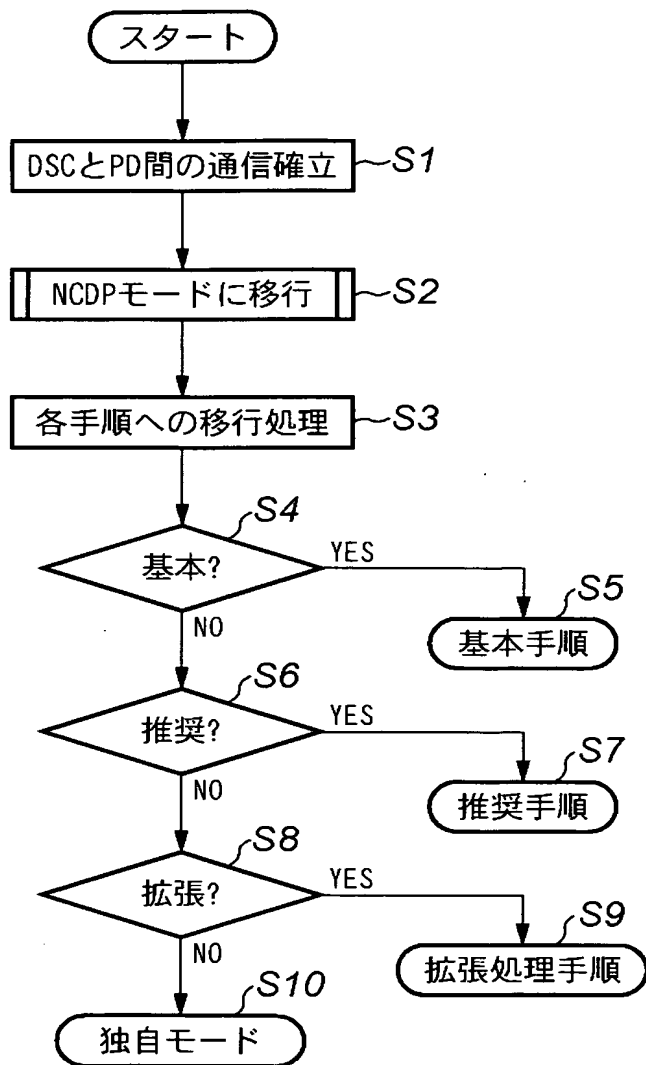 スタート
DSCとPD間の通信確立
S1
NCDPモードに移行
S2
各手順への移行処理
S3
S4
基本?
YES
S5
基本手順
NO
S6
推奨?
YES
S7
推奨手順
NO
S8
拡張?
YES
S9
拡張処理手順
NO
S10
独自モード